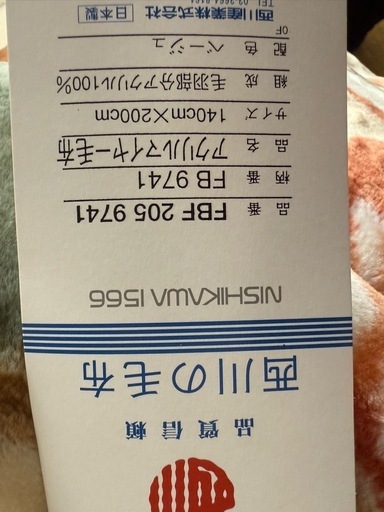 品質信頼
西川の毛布
NISHIKAWA 1566
品番 FBF 205 9741
柄番 FB 9741
品名 アクリルマイヤー毛布
サイズ 140cm×200cm
組成 毛羽部分アクリル100%
配色 ベージュ
OF
西川産業株式会社 日本製